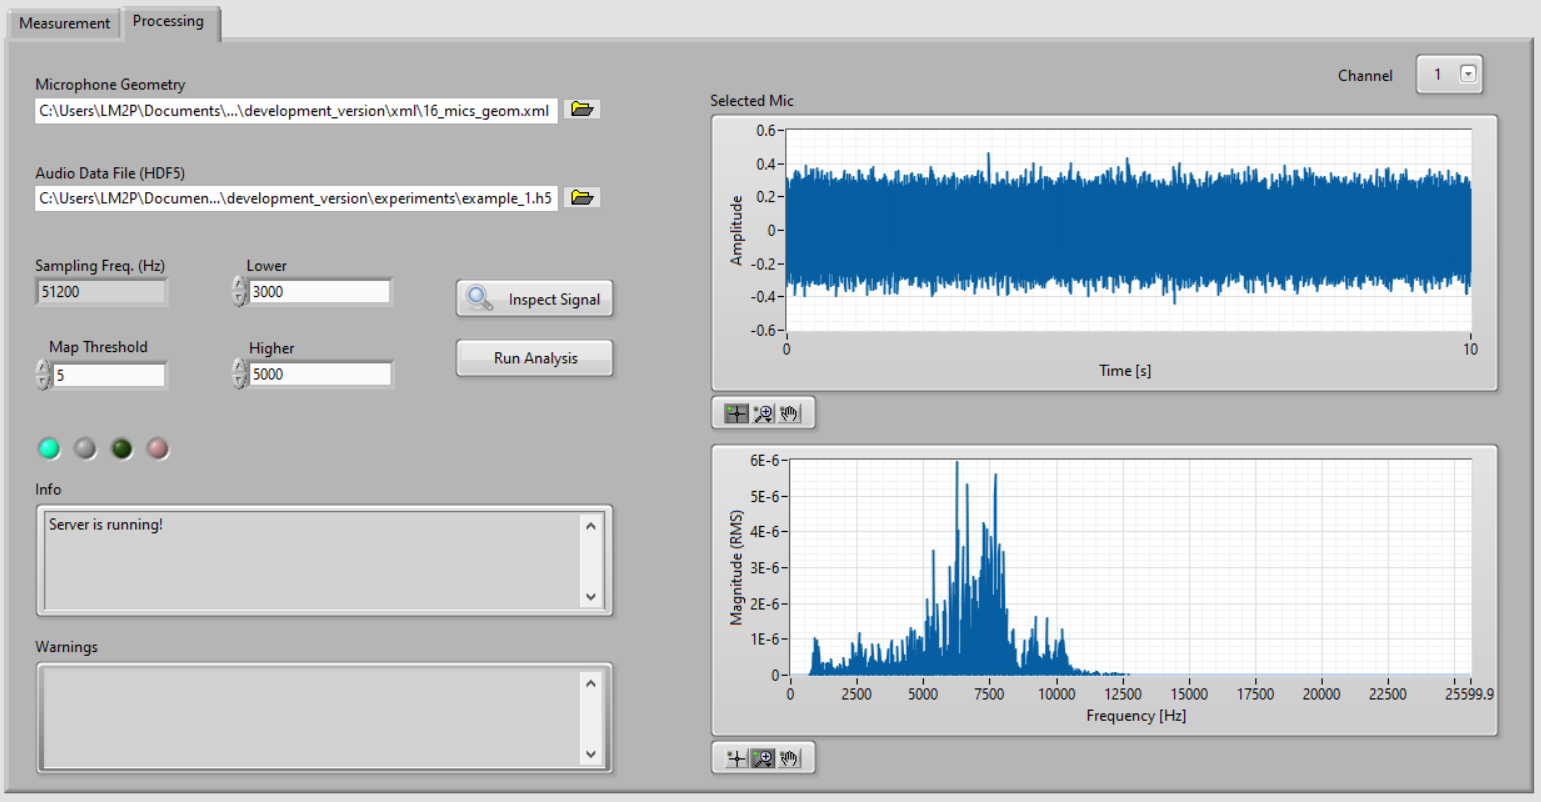 Measurement
Processing
Microphone Geometry
C:\Users\LM2P\Documents\...\development_version\xml\16_mics_geom.xml
Audio Data File (HDF5)
C:\Users\LM2P\Documen...\development_version\experiments\example_1.h5
Sampling Freq. (Hz)
51200
Lower
3000
Inspect Signal
Map Threshold
5
Higher
5000
Run Analysis
Info
Server is running!
Warnings
Channel
1
Selected Mic
Amplitude
0.6
0.4
0.2
0
-0.2
-0.4
-0.6
0
10
Time [s]
Magnitude (RMS)
6E-6
5E-6
4E-6
3E-6
2E-6
1E-6
0
0
2500
5000
7500
10000
12500
15000
17500
20000
22500
25599.9
Frequency [Hz]